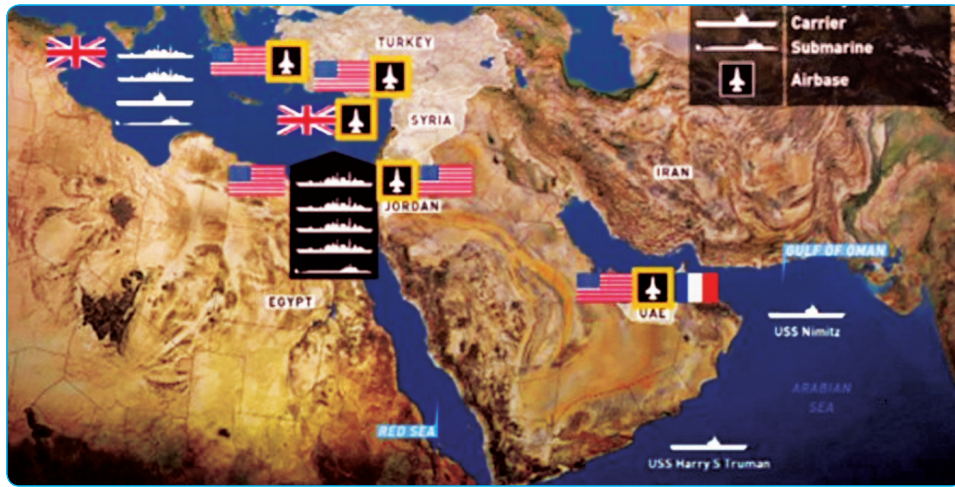 Carrier
Submarine
Airbase
TURKEY
SYRIA
IRAN
JORDAN
GULF OF OMAN
EGYPT
UAE
USS Nimitz
ARABIAN
SEA
RED SEA
USS Harry S Truman